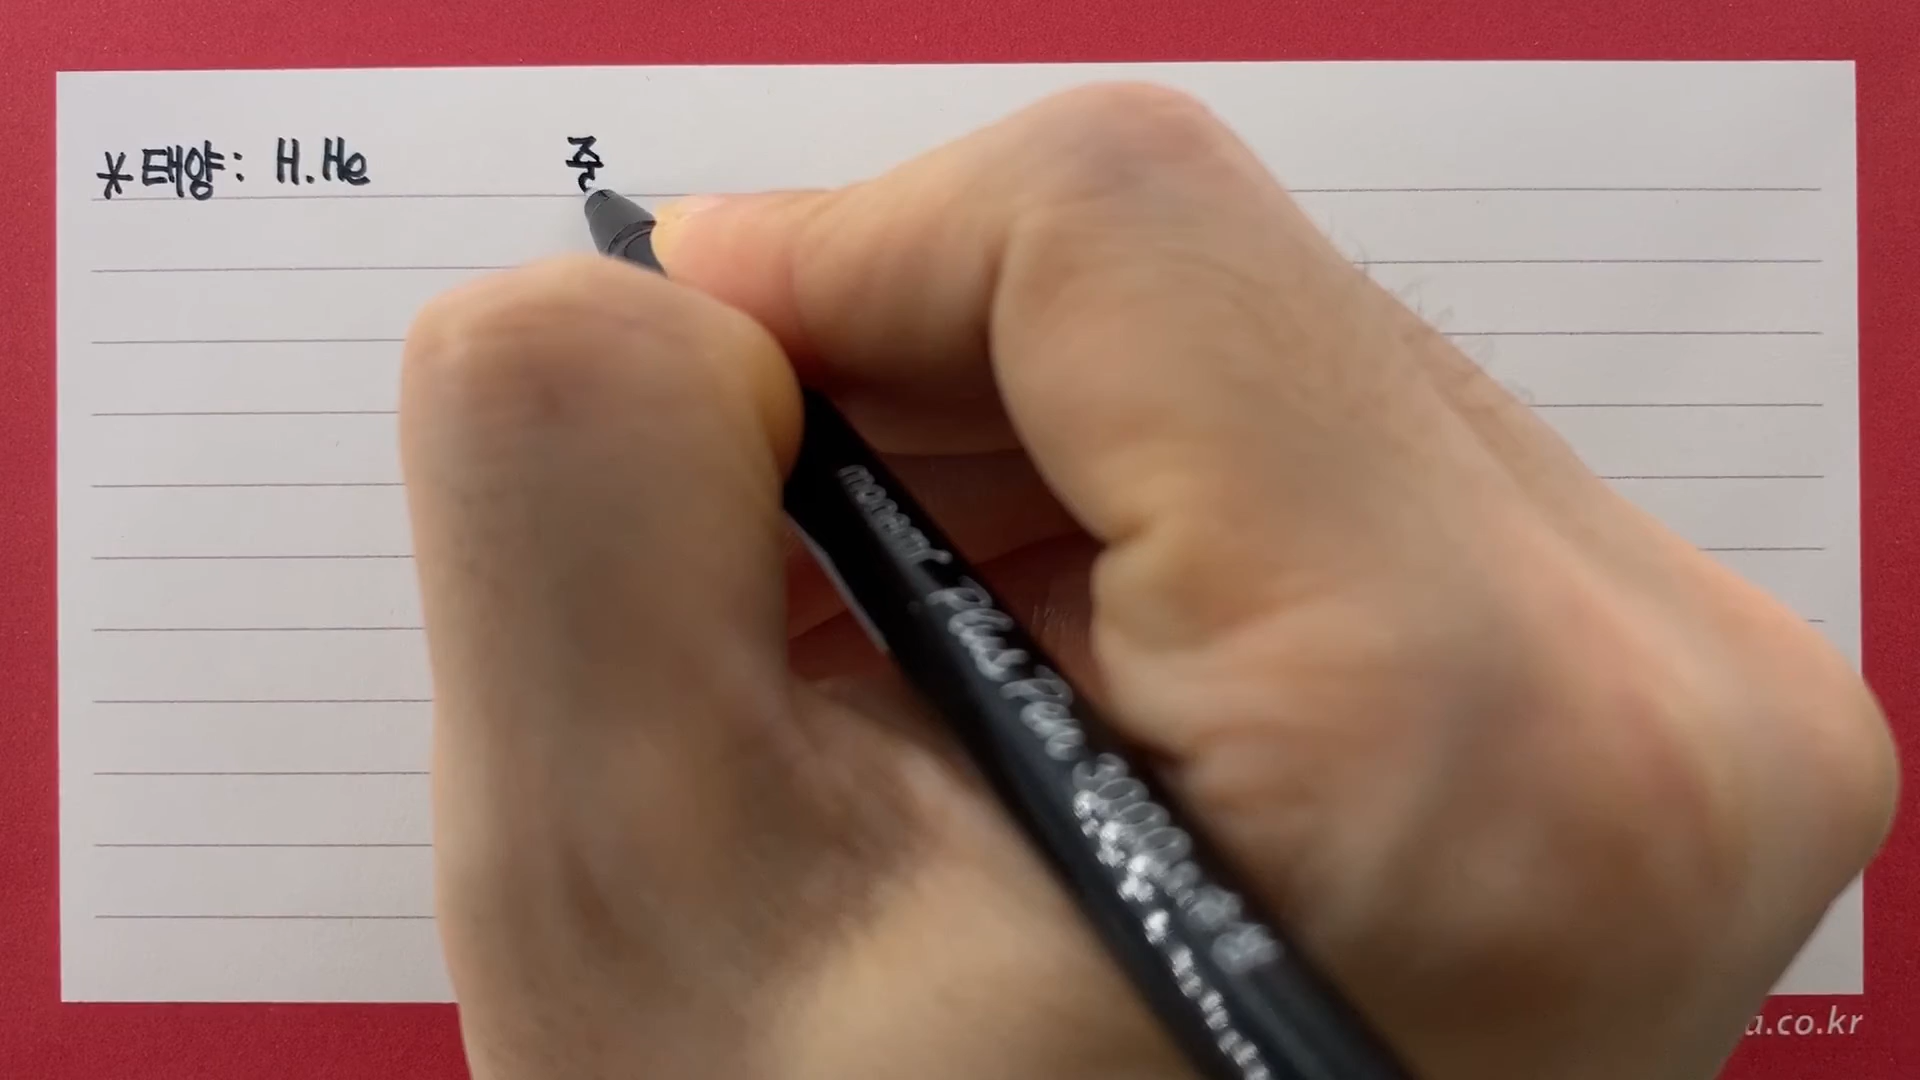 *태양: H.He 주
monami Plus Pen 3000
a.co.kr